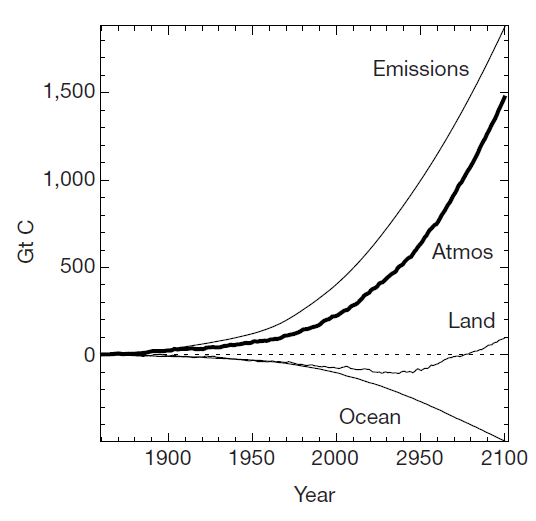 Emissions
1,500
1,000
Gt C
500
Atmos
Land
0
Ocean
1900 1950 2000 2950 2100
Year